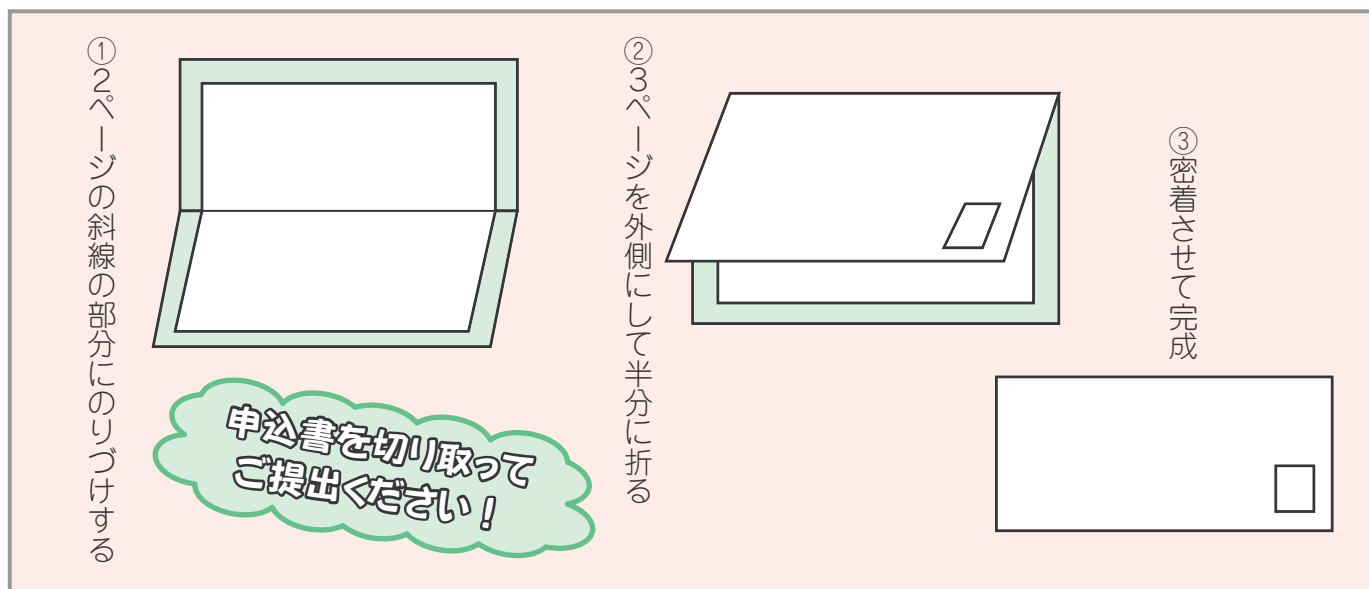 ①2ページの斜線の部分にのりづけする
②3ページを外側にして半分に折る
③密着させて完成
申込書を切り取って
ご提出ください!